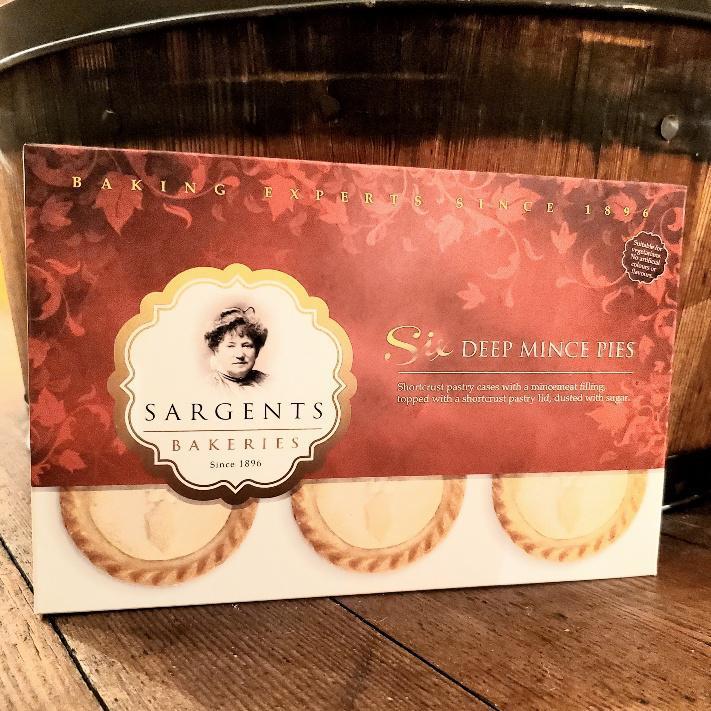 BAKING EXPERTS SINCE 1896
Suitable for
vegetarians.
No artificial
colours or
flavours.
Six DEEP MINCE PIES
Shortcrust pastry cases with a mincemeat filling,
topped with a shortcrust pastry lid, dusted with sugar.
SARGENTS
BAKERIES
Since 1896